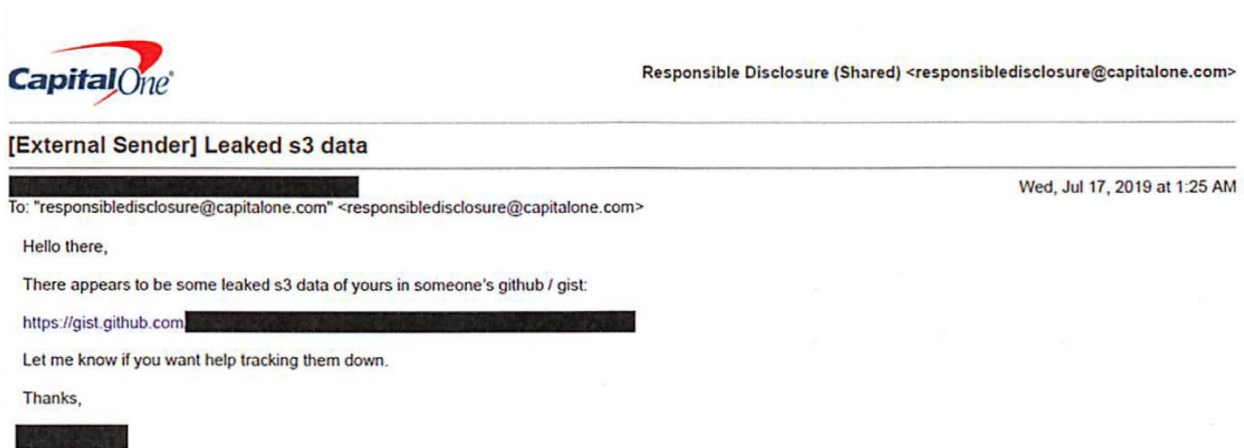 CapitalOne®
Responsible Disclosure (Shared) <responsibledisclosure@capitalone.com>
[External Sender] Leaked s3 data
Wed, Jul 17, 2019 at 1:25 AM
To: "responsibledisclosure@capitalone.com" <responsibledisclosure@capitalone.com>
Hello there,
There appears to be some leaked s3 data of yours in someone's github / gist:
https://gist.github.com
Let me know if you want help tracking them down.
Thanks,